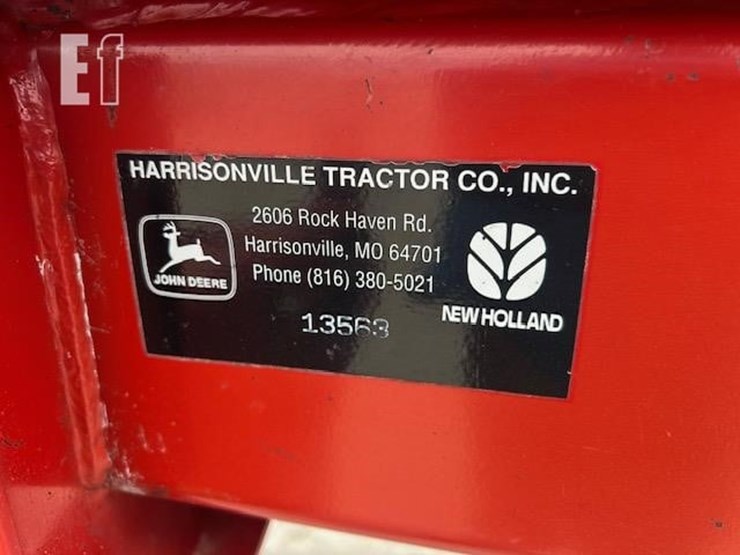 Ef
HARRISONVILLE TRACTOR CO., INC.
2606 Rock Haven Rd.
Harrisonville, MO 64701
Phone (816) 380-5021
JOHN DEERE
NEW HOLLAND
13563